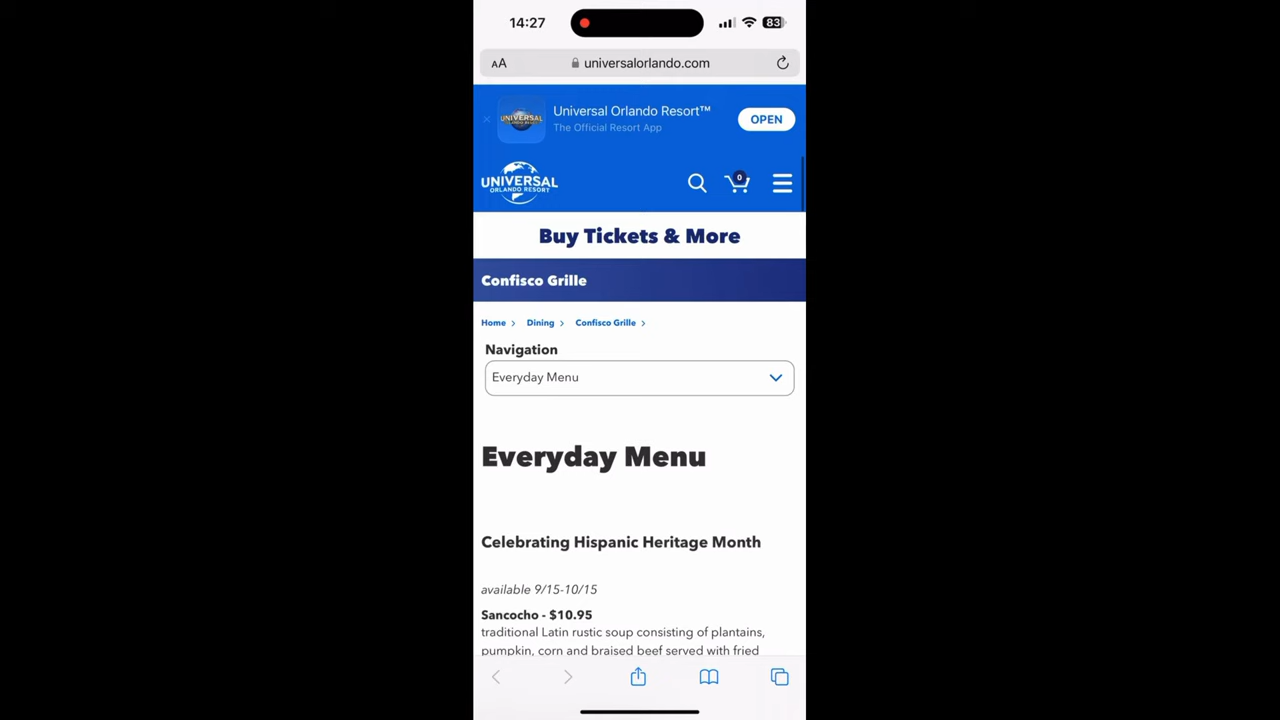 14:27
83
AA
universalorlando.com
UNIVERSAL
Universal Orlando Resort™
The Official Resort App
OPEN
UNIVERSAL
ORLANDO RESORT
0
Buy Tickets & More
Confisco Grille
Home
Dining
Confisco Grille
Navigation
Everyday Menu
Everyday Menu
Celebrating Hispanic Heritage Month
available 9/15-10/15
Sancocho - $10.95
traditional Latin rustic soup consisting of plantains,
pumpkin, corn and braised beef served with fried